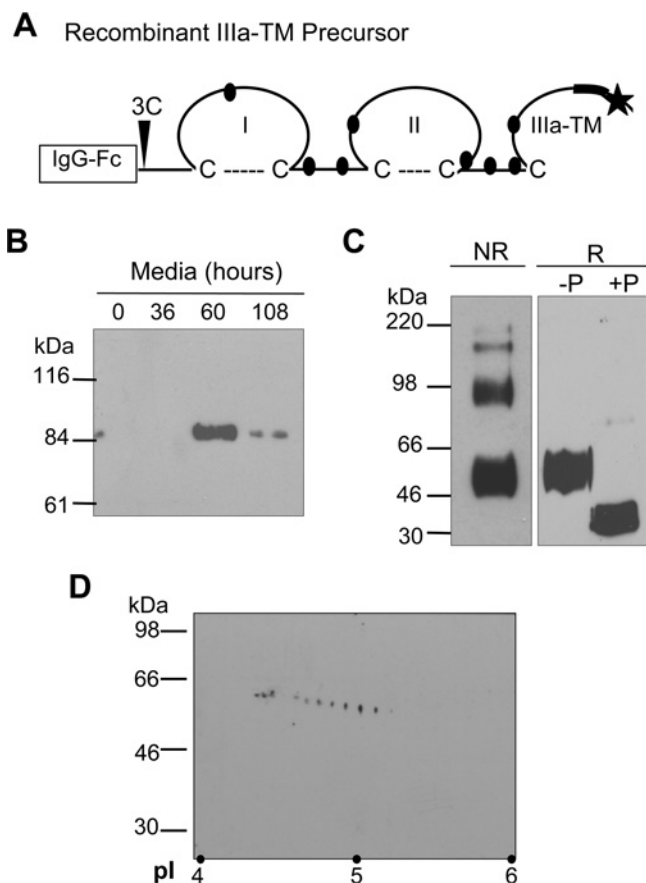 A Recombinant IIIa-TM Precursor
3C
I II IIIa-TM
IgG-Fc
C ----- C C ---- C C
B
Media (hours)
0 36 60 108
kDa
116
84
61
C
NR R
-P +P
kDa
220
98
66
46
30
D
kDa
98
66
46
30
pI 4 5 6